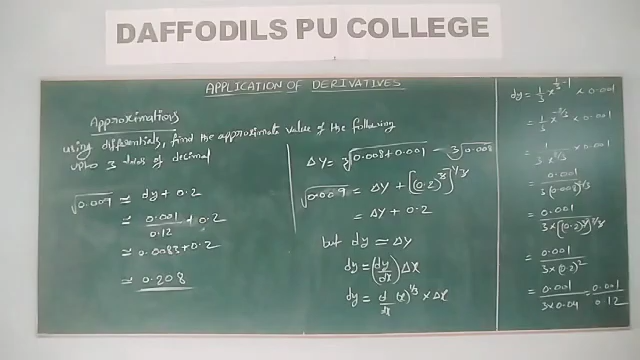 DAFFODILS PU COLLEGE
APPLICATION OF DERIVATIVES
Approximations
using differentials, find the approximate value of the following
upto 3 places of decimal
√0.009 ≃ dy + 0.2
≃ 0.001/0.12 + 0.2
≃ 0.0083 + 0.2
≃ 0.208
ΔY = 3√0.008+0.001 - 3√0.008
√0.009 = ΔY + [(0.2)^3]^1/3
= ΔY + 0.2
but dy ≃ ΔY
dy = (dy/dx) Δx
dy = d/dx (x)^1/3 × Δx
dy = 1/3 x^(1/3 - 1) × 0.001
= 1/3 x^-2/3 × 0.001
= 1/(3 x^2/3) × 0.001
= 0.001/(3(0.008)^2/3)
= 0.001/(3×[(0.2)^3]^2/3)
= 0.001/(3×(0.2)^2)
= 0.001/(3×0.04) = 0.001/0.12